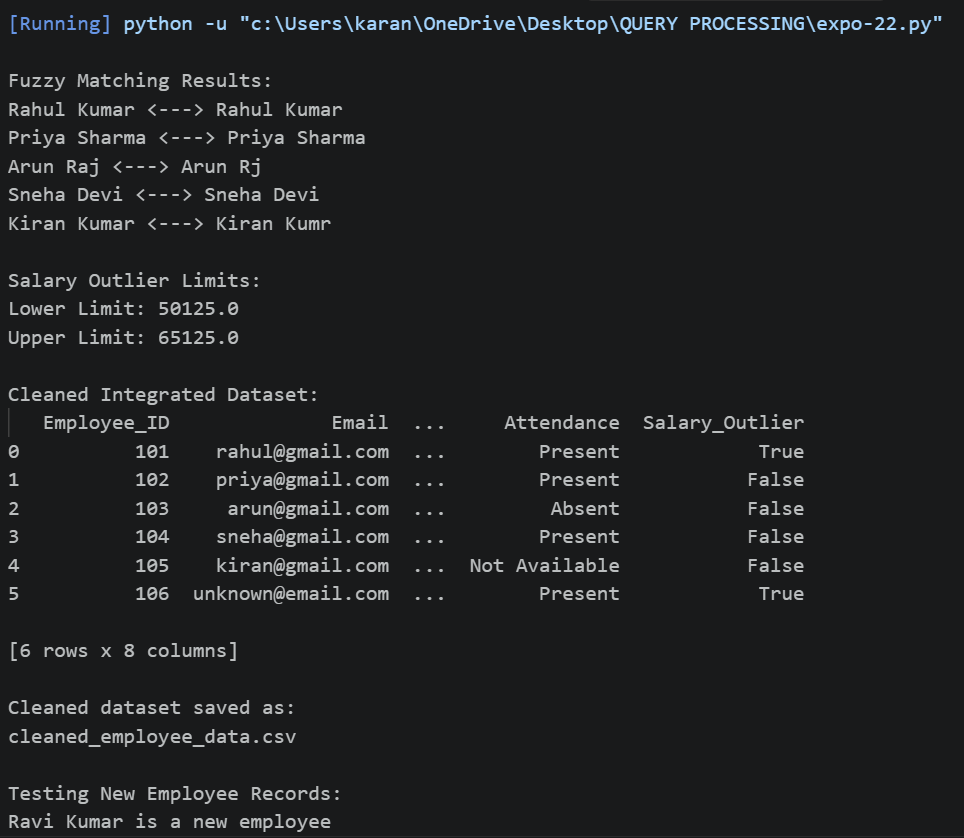 [Running] python -u "c:\Users\karan\OneDrive\Desktop\QUERY PROCESSING\expo-22.py"
Fuzzy Matching Results:
Rahul Kumar <---> Rahul Kumar
Priya Sharma <---> Priya Sharma
Arun Raj <---> Arun Rj
Sneha Devi <---> Sneha Devi
Kiran Kumar <---> Kiran Kumr
Salary Outlier Limits:
Lower Limit: 50125.0
Upper Limit: 65125.0
Cleaned Integrated Dataset:
   Employee_ID              Email  ...     Attendance  Salary_Outlier
0          101    rahul@gmail.com  ...        Present            True
1          102    priya@gmail.com  ...        Present           False
2          103     arun@gmail.com  ...         Absent           False
3          104    sneha@gmail.com  ...        Present           False
4          105    kiran@gmail.com  ...  Not Available           False
5          106  unknown@email.com  ...        Present            True
[6 rows x 8 columns]
Cleaned dataset saved as:
cleaned_employee_data.csv
Testing New Employee Records:
Ravi Kumar is a new employee